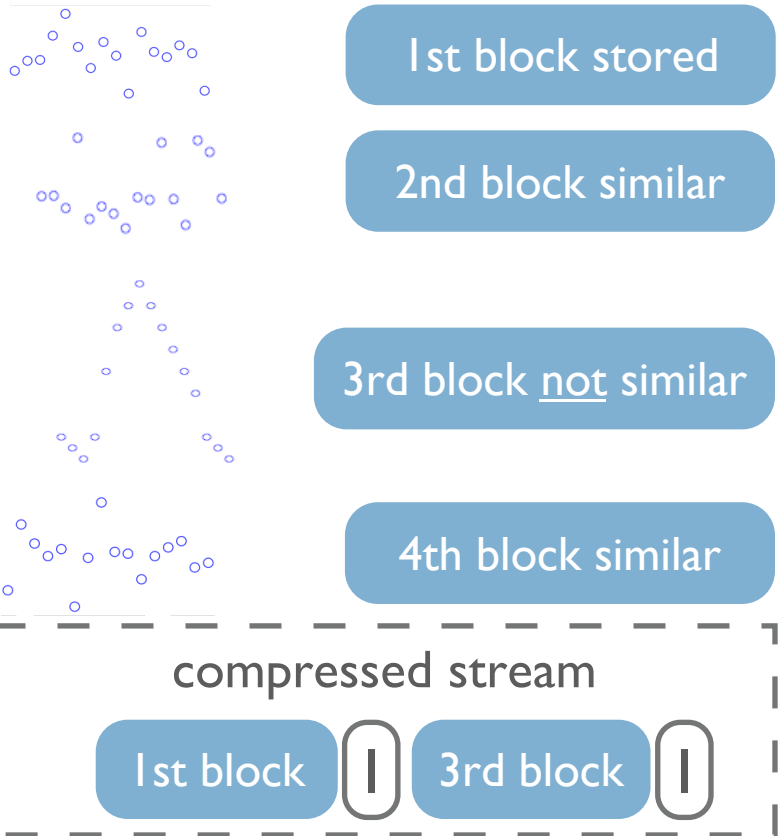 1st block stored
2nd block similar
3rd block not similar
4th block similar
compressed stream
1st block 1 3rd block 1